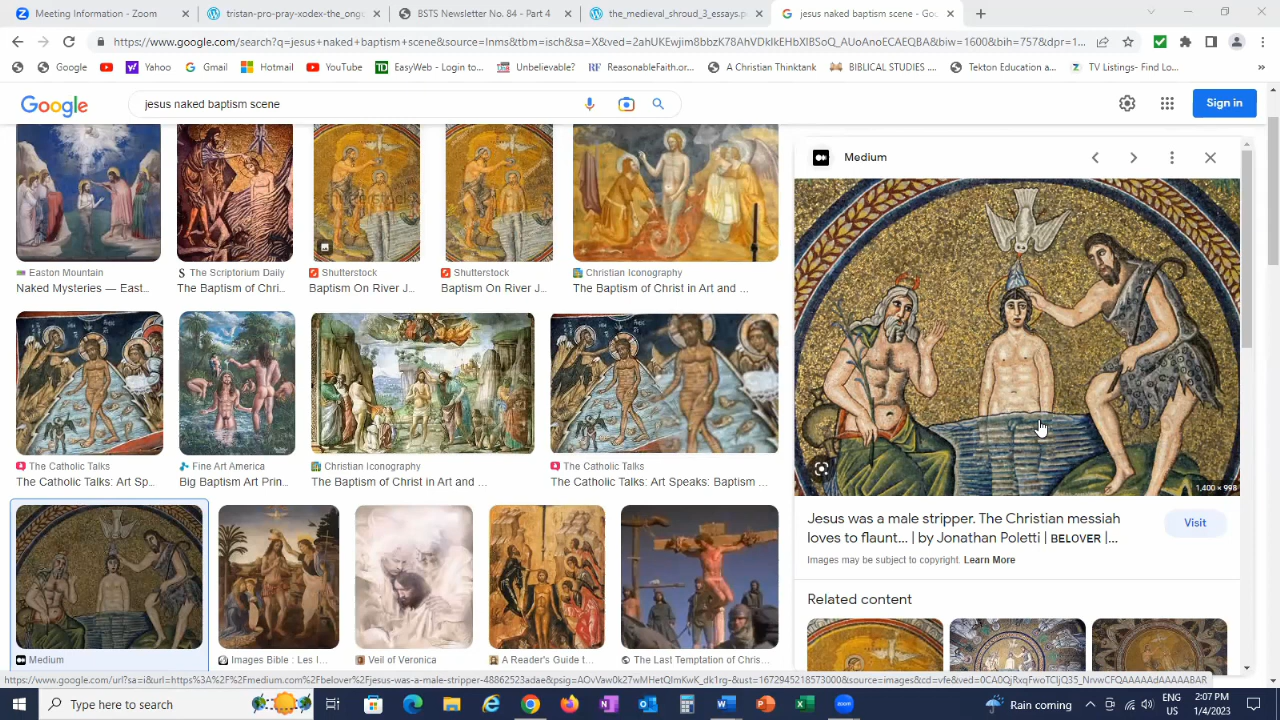 Meeting Information - Zoom
tristan-pro-pray-xodex-the_ong
BSTS Newsletter No. 84 - Part 4
the_medieval_shroud_3_essays.p
jesus naked baptism scene - Goo
https://www.google.com/search?q=jesus+naked+baptism+scene&source=lnms&tbm=isch&sa=X&ved=2ahUKEwjim8bbzK78AhVDkIkEHbXIBSoQ_AUoAnoECAEQBA&biw=1600&bih=757&dpr=1...
Google
Yahoo
Gmail
Hotmail
YouTube
EasyWeb - Login to...
Unbelievable?
ReasonableFaith.or...
A Christian Thinktank
BIBLICAL STUDIES ...
Tekton Education a...
TV Listings- Find Lo...
»
Google
jesus naked baptism scene
Sign in
Medium
Easton Mountain
Naked Mysteries — East...
The Scriptorium Daily
The Baptism of Chri...
Shutterstock
Baptism On River J...
Shutterstock
Baptism On River J...
Christian Iconography
The Baptism of Christ in Art and ...
The Catholic Talks
The Catholic Talks: Art Sp...
Fine Art America
Big Baptism Art Prin...
Christian Iconography
The Baptism of Christ in Art and ...
The Catholic Talks
The Catholic Talks: Art Speaks: Baptism ...
1,400 × 998
Jesus was a male stripper. The Christian messiah
loves to flaunt... | by Jonathan Poletti | BELOVER |...
Visit
Images may be subject to copyright. Learn More
Related content
Medium
Images Bible : Les I...
Veil of Veronica
A Reader's Guide t...
The Last Temptation of Chris...
Type here to search
Rain coming
ENG
US
2:07 PM
1/4/2023